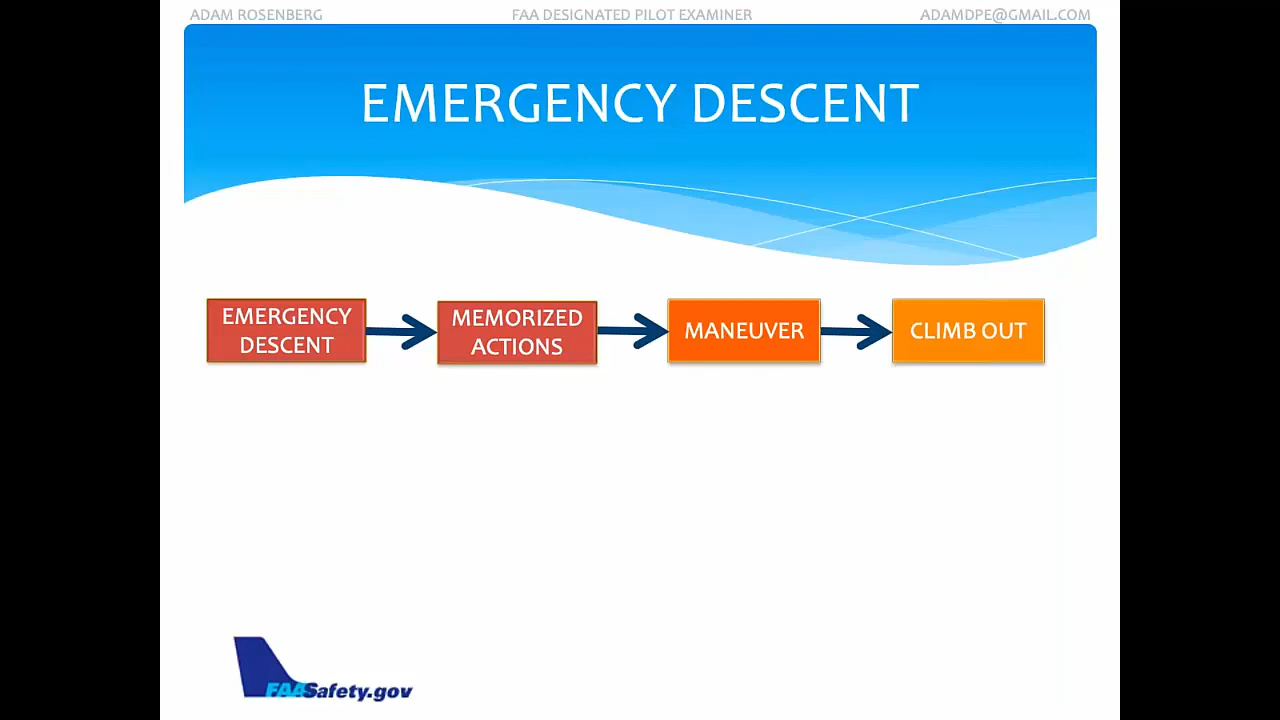 ADAM ROSENBERG FAA DESIGNATED PILOT EXAMINER ADAMDPE@GMAIL.COM
EMERGENCY DESCENT
EMERGENCY
DESCENT
MEMORIZED
ACTIONS
MANEUVER
CLIMB OUT
FAASafety.gov